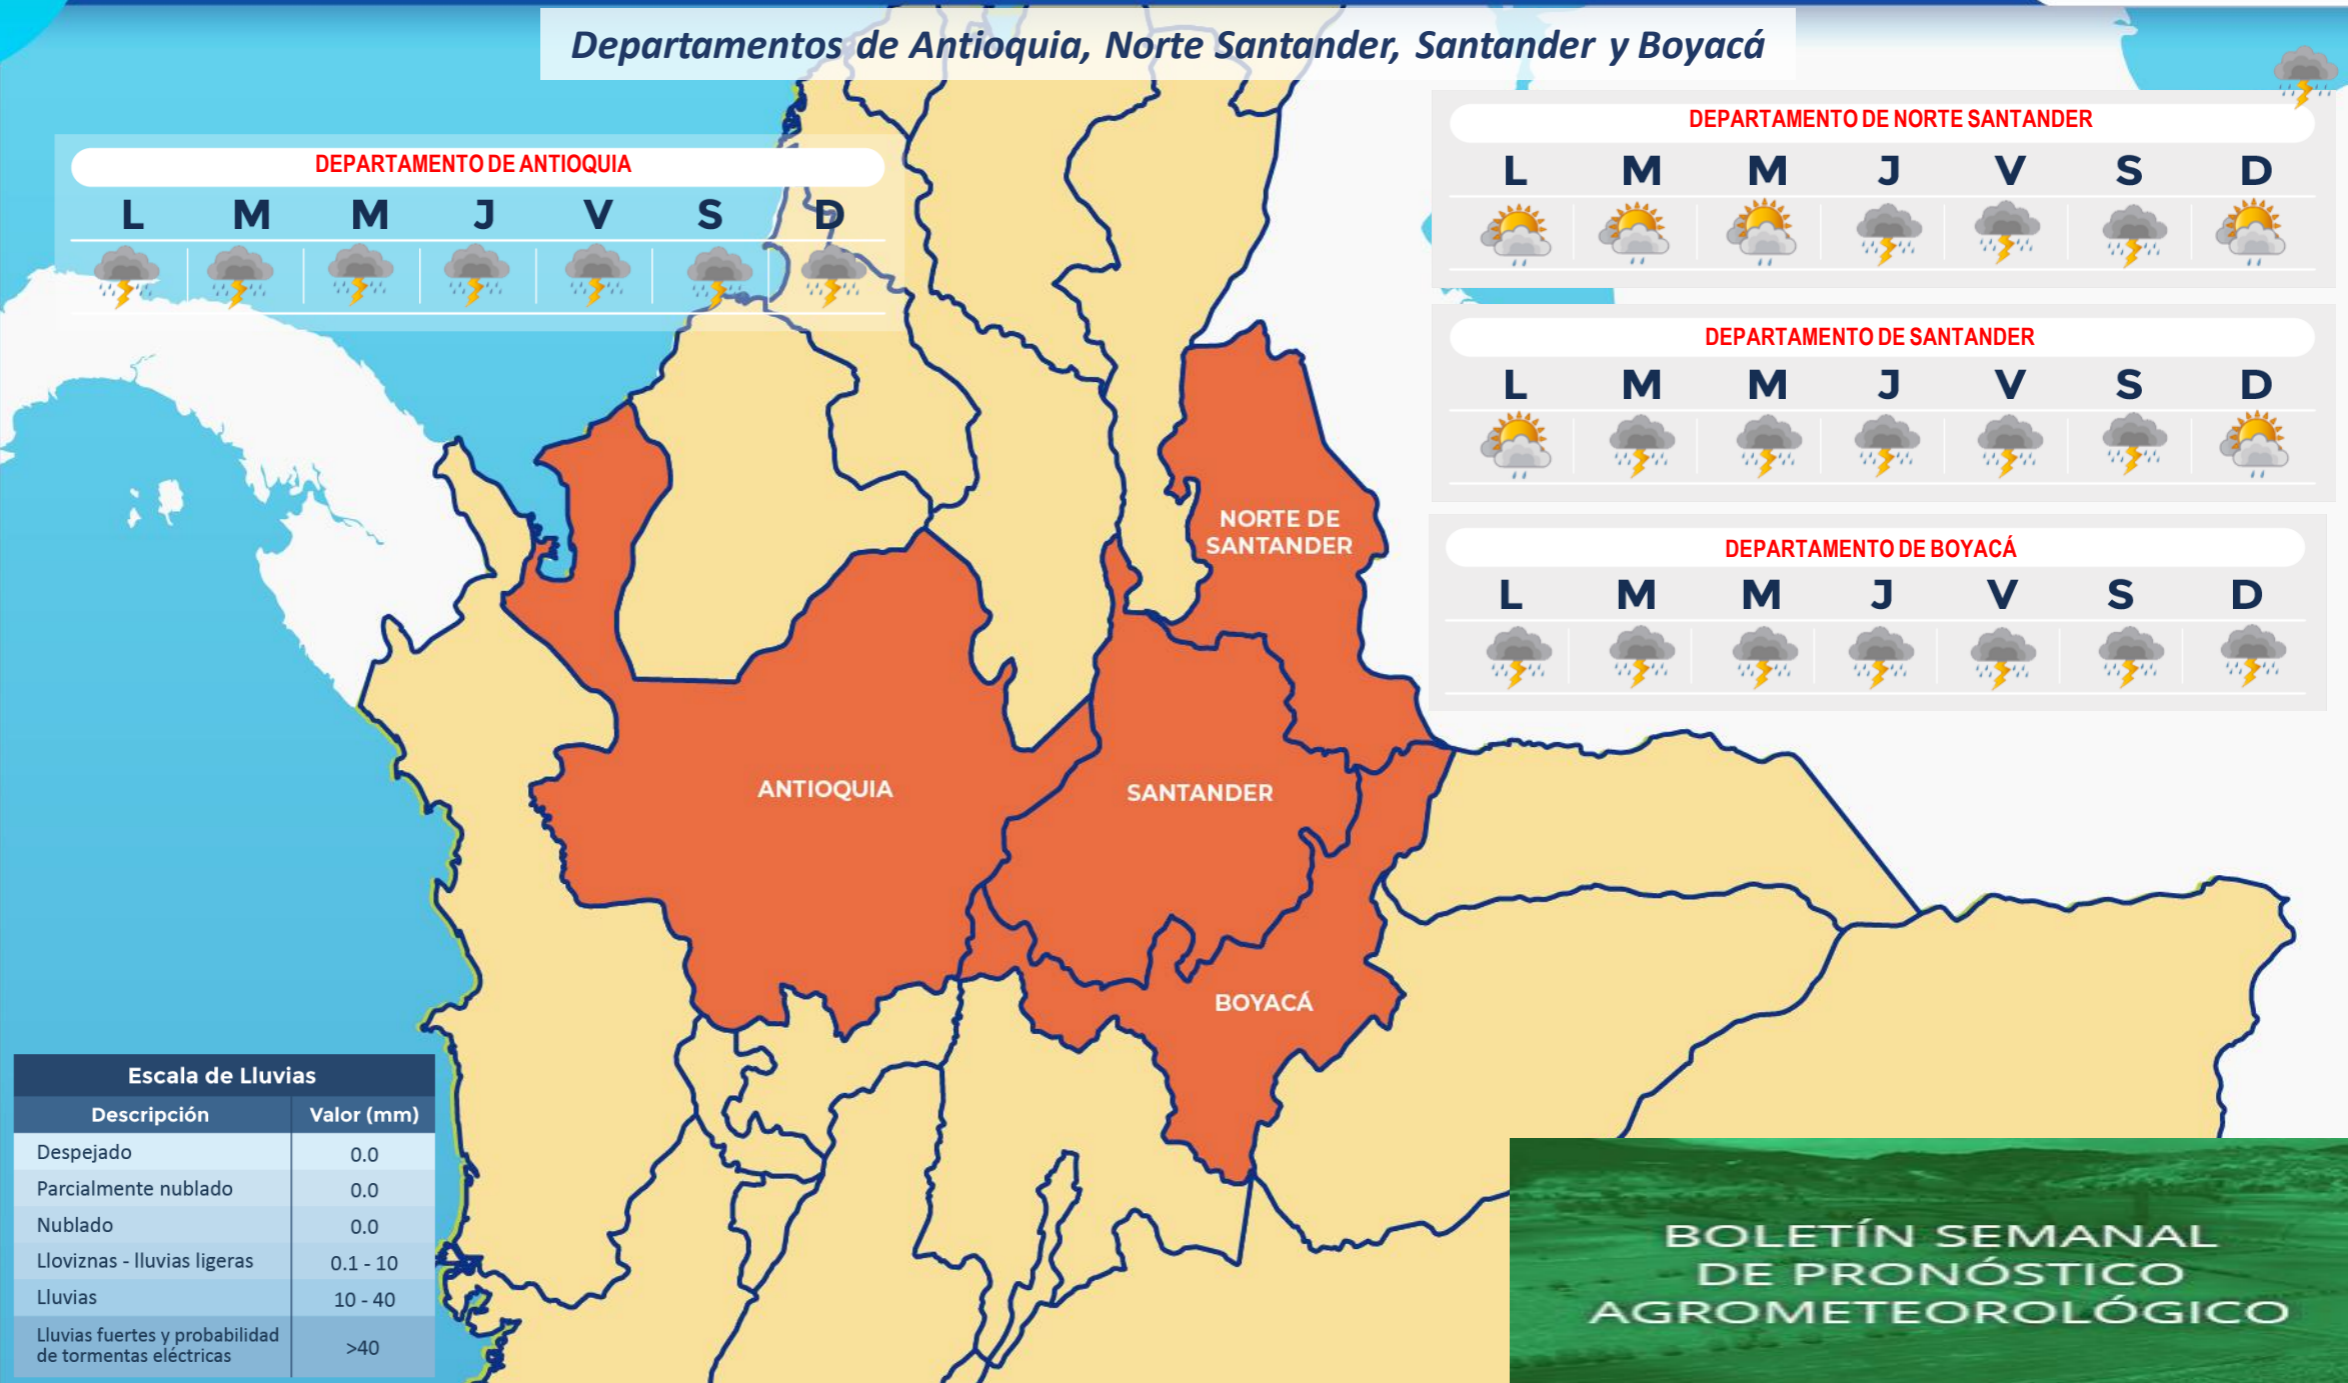 Departamentos de Antioquia, Norte Santander, Santander y Boyacá
DEPARTAMENTO DE ANTIOQUIA
L M M J V S D
DEPARTAMENTO DE NORTE SANTANDER
L M M J V S D
DEPARTAMENTO DE SANTANDER
L M M J V S D
DEPARTAMENTO DE BOYACÁ
L M M J V S D
NORTE DE
SANTANDER
ANTIOQUIA
SANTANDER
BOYACÁ
Escala de Lluvias
Descripción Valor (mm)
Despejado 0.0
Parcialmente nublado 0.0
Nublado 0.0
Lloviznas - lluvias ligeras 0.1 - 10
Lluvias 10 - 40
Lluvias fuertes y probabilidad
de tormentas eléctricas >40
BOLETÍN SEMANAL
DE PRONÓSTICO
AGROMETEOROLÓGICO